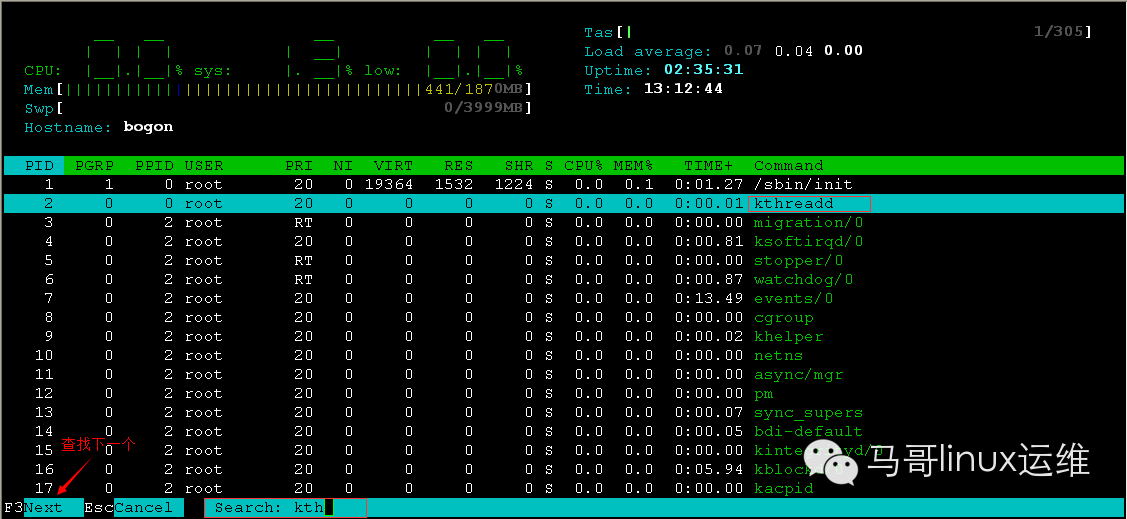 Tas[| 1/305]
Load average: 0.07 0.04 0.00
CPU: 0.0% sys: .% low: 0.0% Uptime: 02:35:31
Mem[||||||||||||||||||||||||||||||||||||441/1870MB] Time: 13:12:44
Swp[ 0/3999MB]
Hostname: bogon
PID PGRP PPID USER PRI NI VIRT RES SHR S CPU% MEM% TIME+ Command
1 1 0 root 20 0 19364 1532 1224 S 0.0 0.1 0:01.27 /sbin/init
2 0 0 root 20 0 0 0 0 S 0.0 0.0 0:00.01 kthreadd
3 0 2 root RT 0 0 0 0 S 0.0 0.0 0:00.00 migration/0
4 0 2 root 20 0 0 0 0 S 0.0 0.0 0:00.81 ksoftirqd/0
5 0 2 root RT 0 0 0 0 S 0.0 0.0 0:00.00 stopper/0
6 0 2 root RT 0 0 0 0 S 0.0 0.0 0:00.87 watchdog/0
7 0 2 root 20 0 0 0 0 S 0.0 0.0 0:13.49 events/0
8 0 2 root 20 0 0 0 0 S 0.0 0.0 0:00.00 cgroup
9 0 2 root 20 0 0 0 0 S 0.0 0.0 0:00.02 khelper
10 0 2 root 20 0 0 0 0 S 0.0 0.0 0:00.00 netns
11 0 2 root 20 0 0 0 0 S 0.0 0.0 0:00.00 async/mgr
12 0 2 root 20 0 0 0 0 S 0.0 0.0 0:00.00 pm
13 0 2 root 20 0 0 0 0 S 0.0 0.0 0:00.07 sync_supers
14 0 2 root 20 0 0 0 0 S 0.0 0.0 0:00.05 bdi-default
查找下一个
15 0 2 root 20 0 0 0 0 S 0.0 0.0 0:00.00
16 0 2 root 20 0 0 0 0 S 0.0 0.0 0:05.94
马哥linux运维
17 0 2 root 20 0 0 0 0 S 0.0 0.0 0:00.00 kacpid
F3Next EscCancel Search: kth